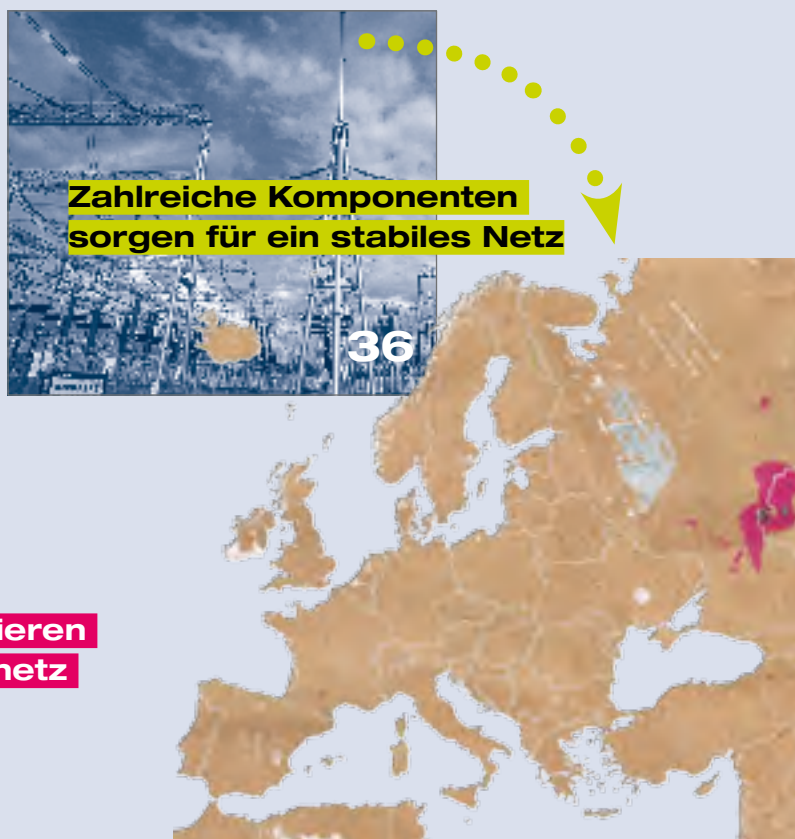 Zahlreiche Komponenten
sorgen für ein stabiles Netz
36
ieren
netz